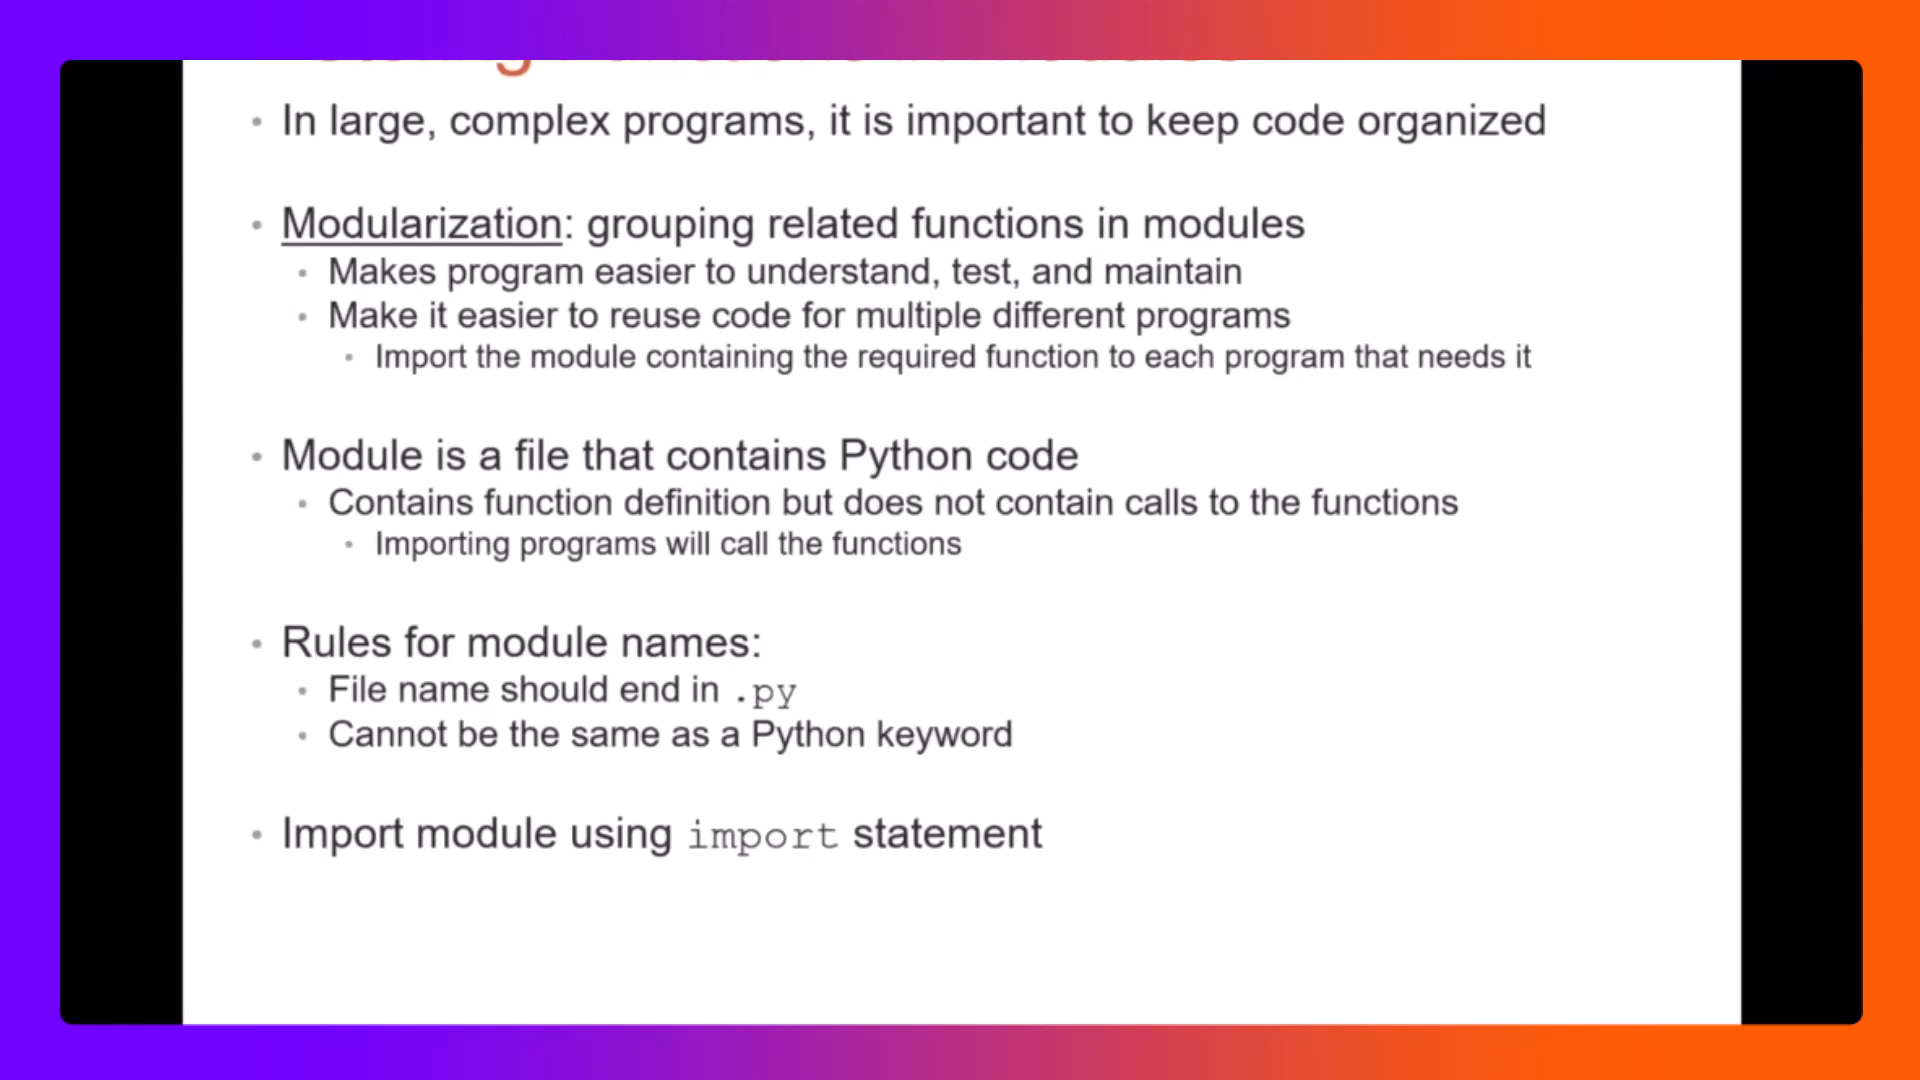 • In large, complex programs, it is important to keep code organized
• Modularization: grouping related functions in modules
• Makes program easier to understand, test, and maintain
• Make it easier to reuse code for multiple different programs
• Import the module containing the required function to each program that needs it
• Module is a file that contains Python code
• Contains function definition but does not contain calls to the functions
• Importing programs will call the functions
• Rules for module names:
• File name should end in .py
• Cannot be the same as a Python keyword
• Import module using import statement